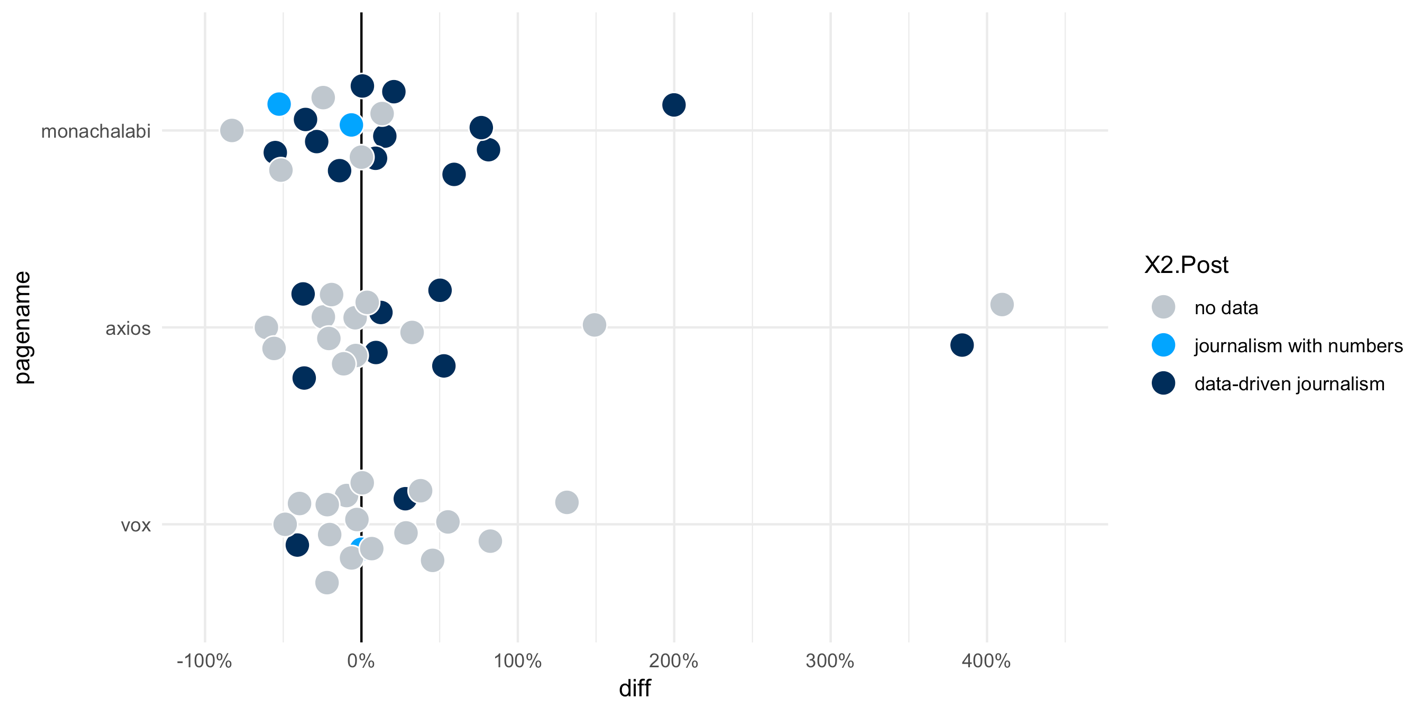 monachalabi
axios
vox
pagename
-100% 0% 100% 200% 300% 400%
diff
X2.Post
no data
journalism with numbers
data-driven journalism